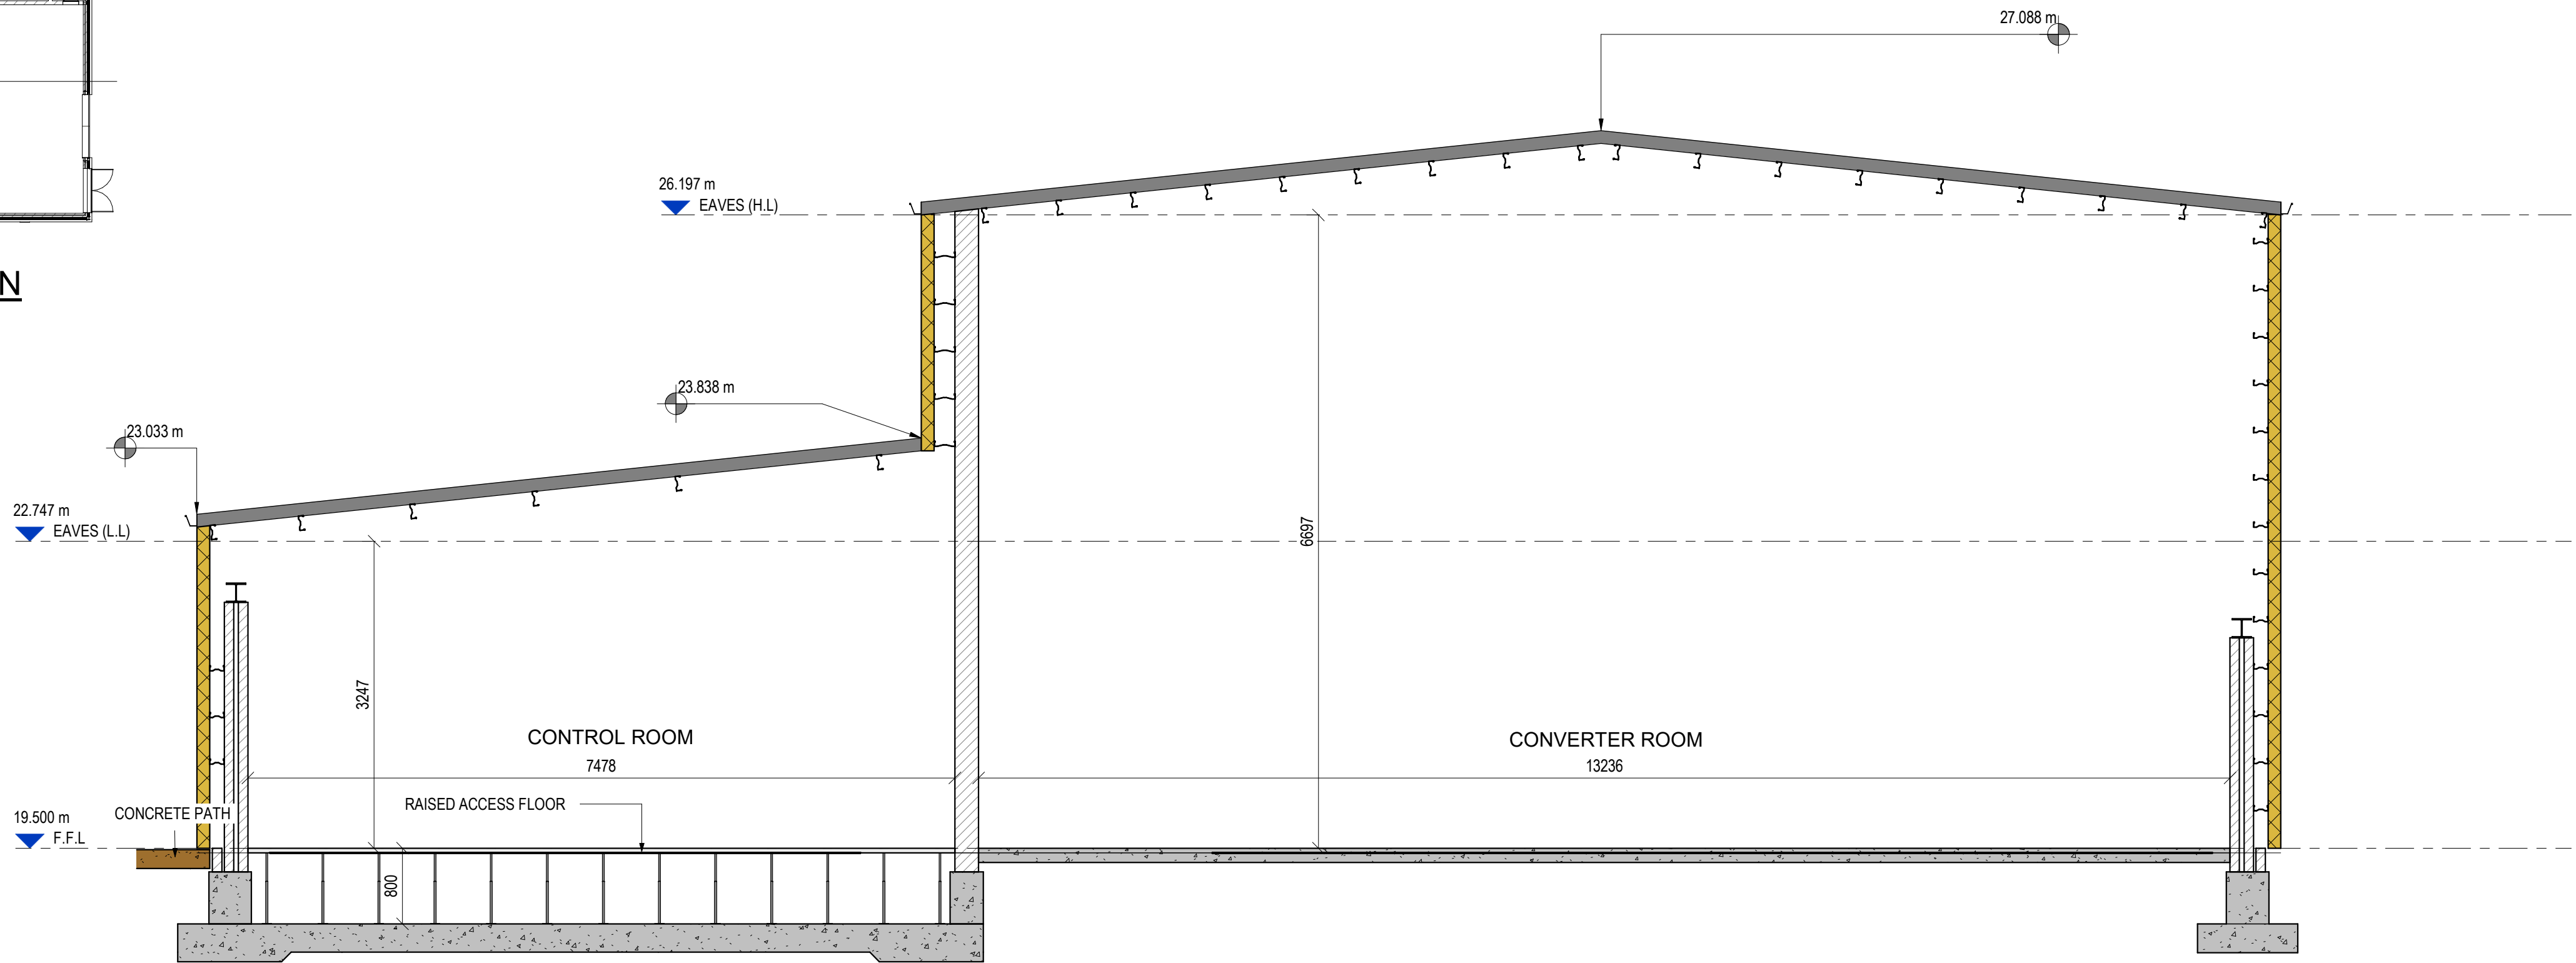 27.088 m
26.197 m
EAVES (H.L)
N
23.838 m
23.033 m
22.747 m
EAVES (L.L)
6697
3247
CONTROL ROOM
7478
CONVERTER ROOM
13236
RAISED ACCESS FLOOR
CONCRETE PATH
19.500 m
F.F.L
800